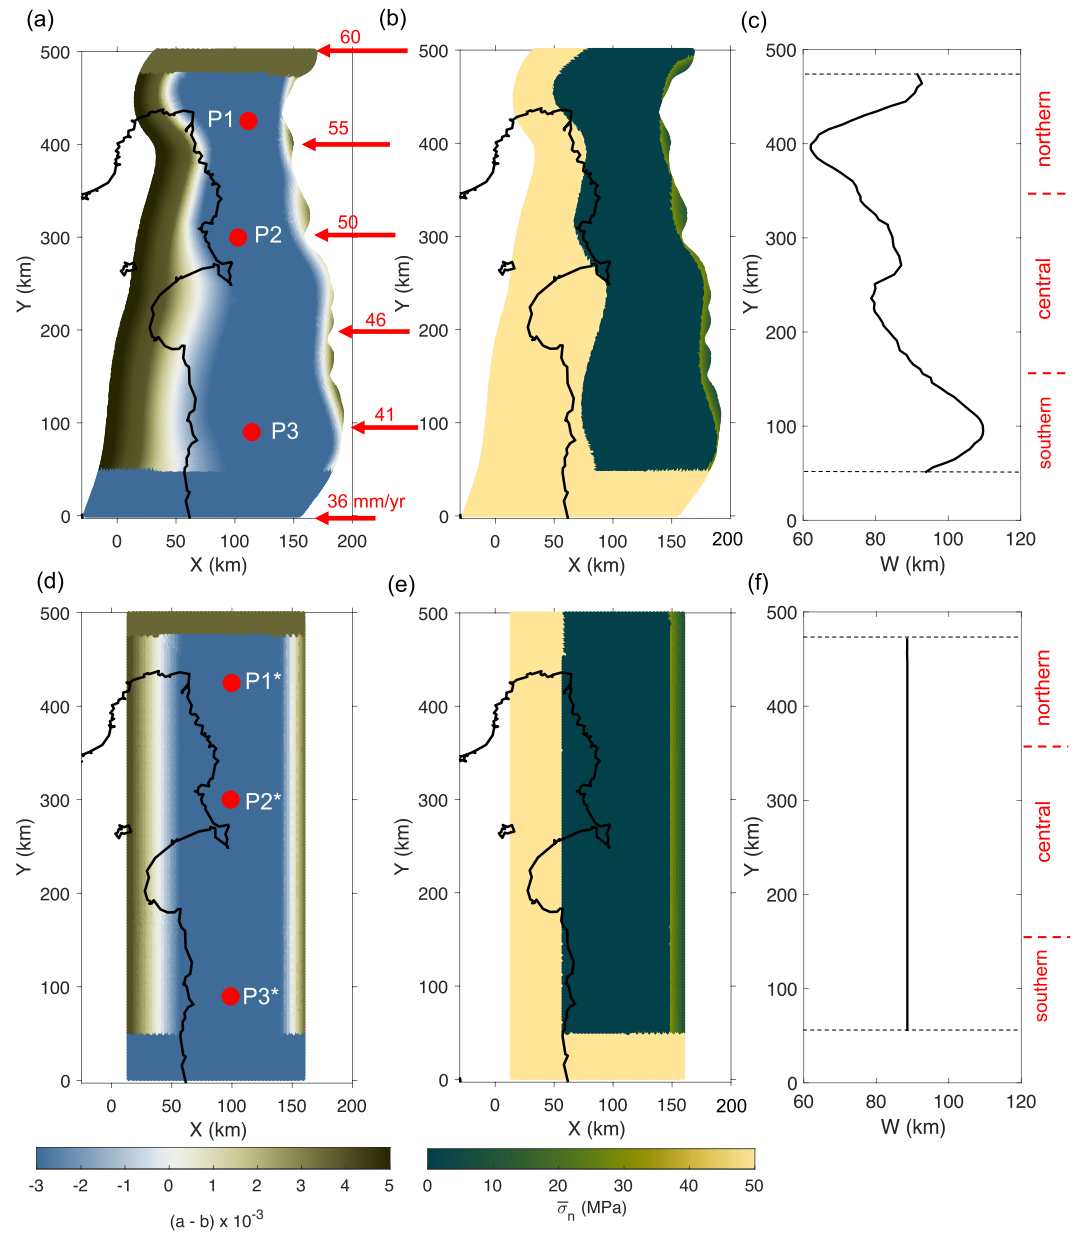 (a)
(b)
(c)
60
55
50
46
41
36 mm/yr
P1
P2
P3
500
400
300
200
100
0
Y (km)
0
50
100
150
200
X (km)
500
400
300
200
100
0
Y (km)
0
50
100
150
200
X (km)
500
400
300
200
100
0
Y (km)
60
80
100
120
W (km)
northern
central
southern
(d)
(e)
(f)
P1*
P2*
P3*
500
400
300
200
100
0
Y (km)
0
50
100
150
200
X (km)
500
400
300
200
100
0
Y (km)
0
50
100
150
200
X (km)
500
400
300
200
100
0
Y (km)
60
80
100
120
W (km)
northern
central
southern
-3
-2
-1
0
1
2
3
4
5
(a - b) x 10^-3
0
10
20
30
40
50
σ̅n (MPa)